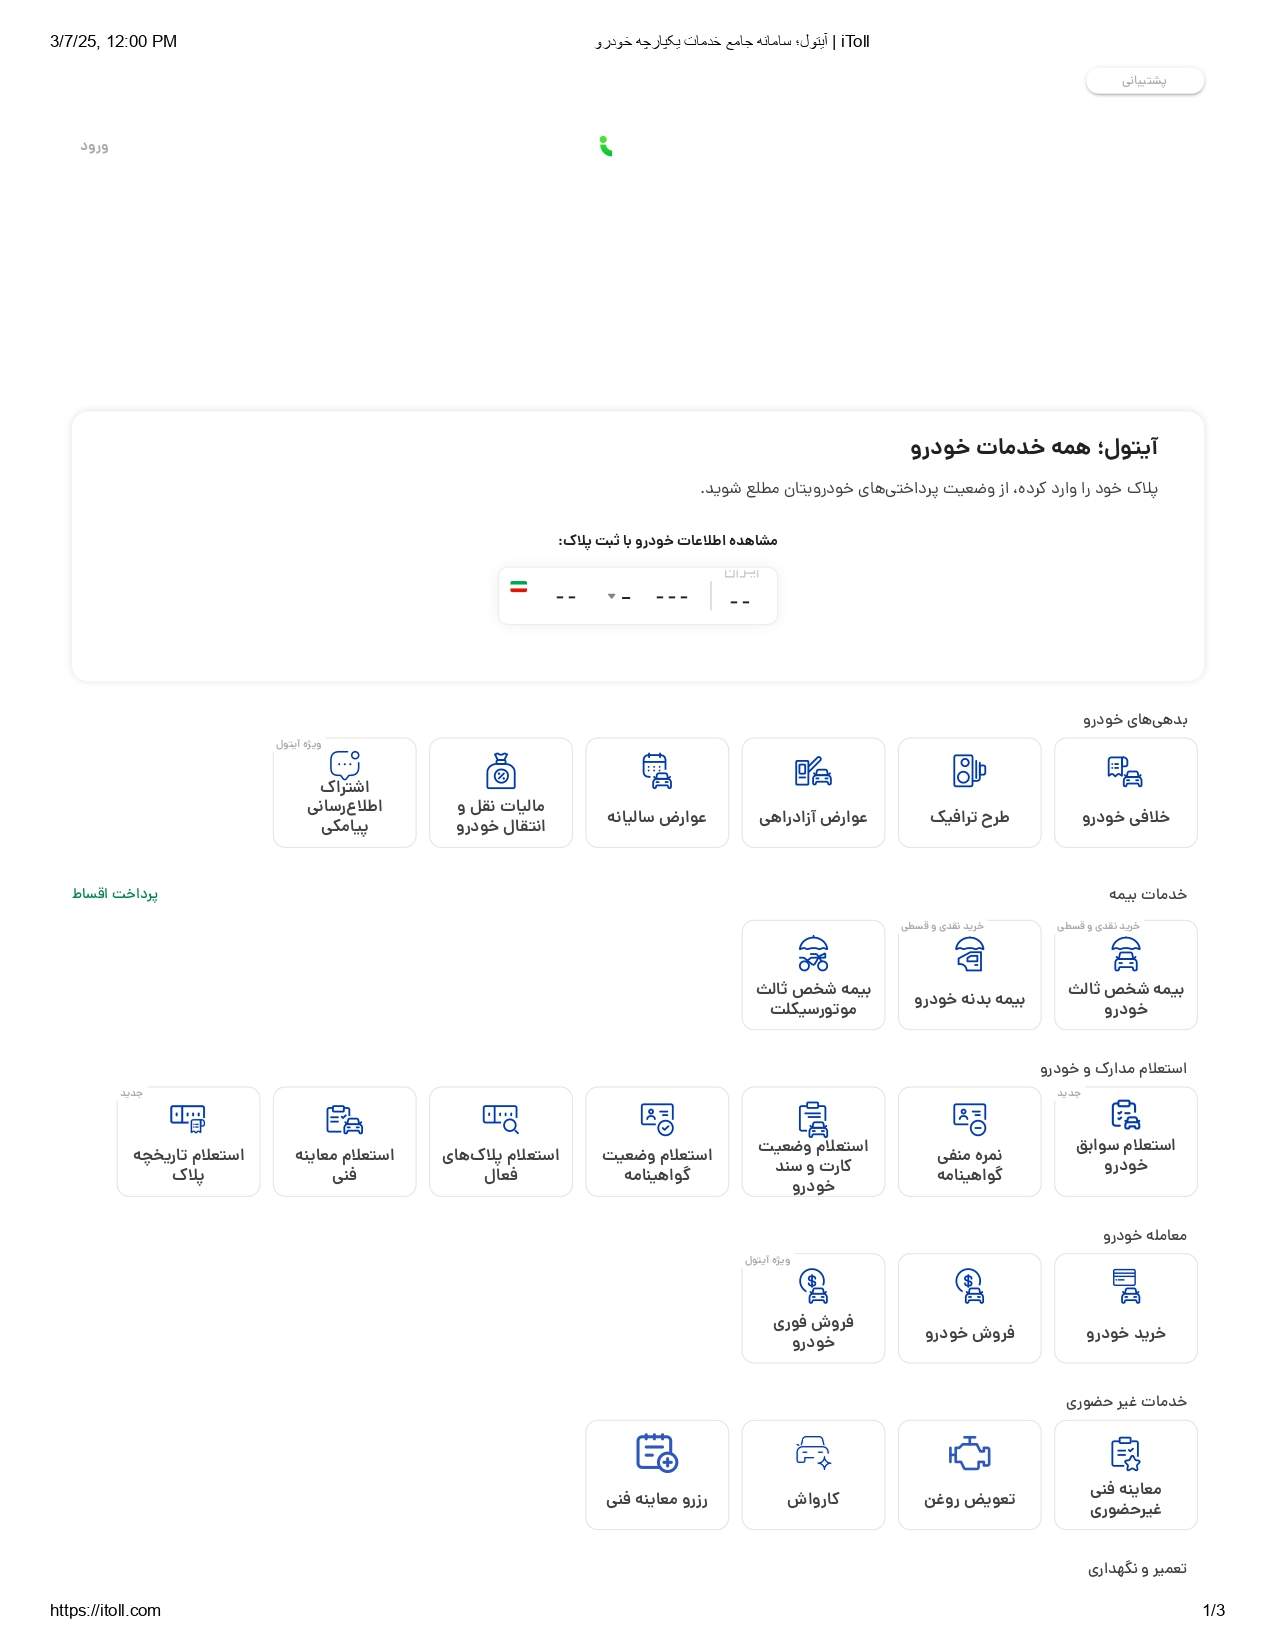 3/7/25, 12:00 PM
آیتول؛ سامانه جامع خدمات یکپارچه خودرو | iToll
پشتیبانی
ورود
آیتول؛ همه خدمات خودرو
پلاک خود را وارد کرده، از وضعیت پرداختی‌های خودرویتان مطلع شوید.
مشاهده اطلاعات خودرو با ثبت پلاک:
ایران
-- --- – --
بدهی‌های خودرو
خلافی خودرو
طرح ترافیک
عوارض آزادراهی
عوارض سالیانه
مالیات نقل و
انتقال خودرو
ویژه آیتول
اشتراک
اطلاع‌رسانی
پیامکی
خدمات بیمه
پرداخت اقساط
خرید نقدی و قسطی
بیمه شخص ثالث
خودرو
خرید نقدی و قسطی
بیمه بدنه خودرو
بیمه شخص ثالث
موتورسیکلت
استعلام مدارک و خودرو
جدید
استعلام سوابق
خودرو
نمره منفی
گواهینامه
استعلام وضعیت
کارت و سند
خودرو
استعلام وضعیت
گواهینامه
استعلام پلاک‌های
فعال
استعلام معاینه
فنی
جدید
استعلام تاریخچه
پلاک
معامله خودرو
خرید خودرو
فروش خودرو
ویژه آیتول
فروش فوری
خودرو
خدمات غیر حضوری
معاینه فنی
غیرحضوری
تعویض روغن
کارواش
رزرو معاینه فنی
تعمیر و نگهداری
https://itoll.com
1/3